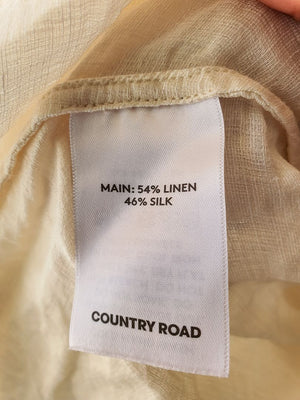 MAIN: 54% LINEN
46% SILK
COUNTRY ROAD